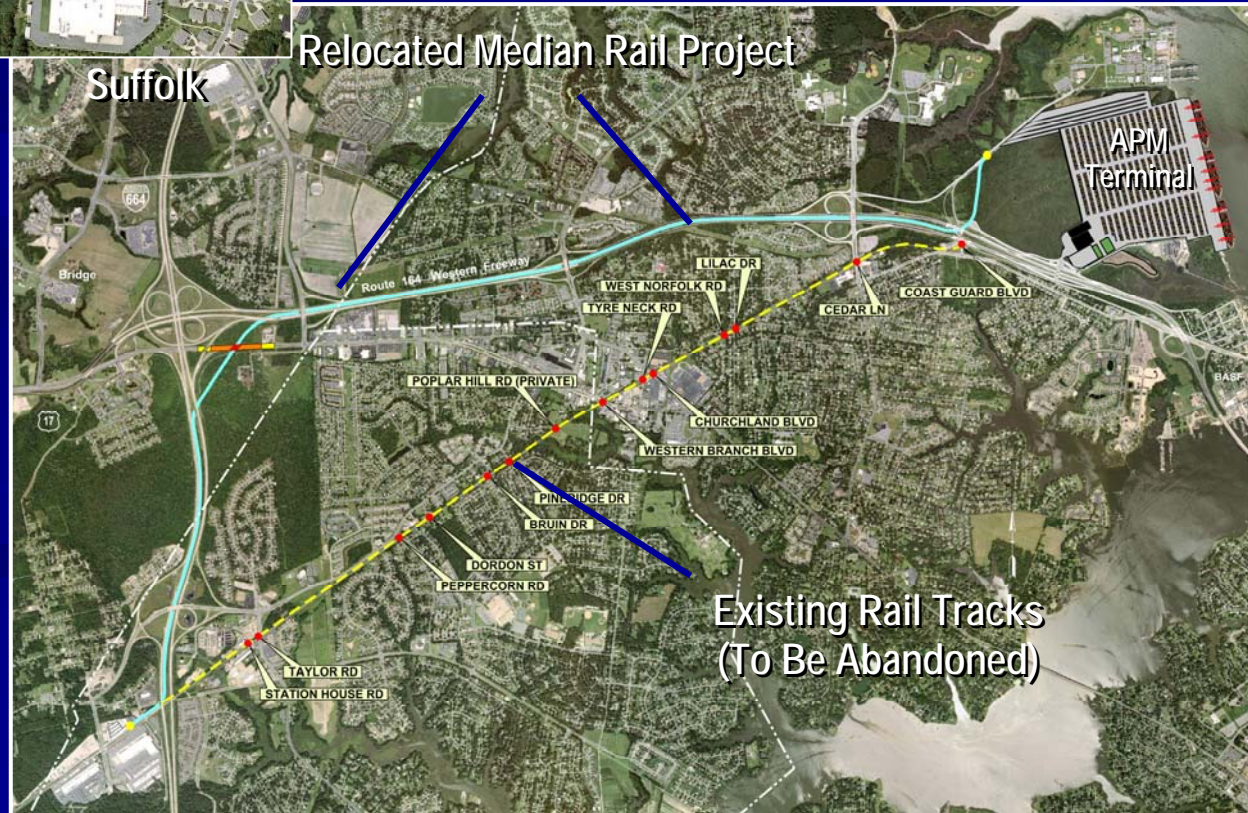 Relocated Median Rail Project
Suffolk
APM
Terminal
664
Bridge
Route 164 Western Freeway
LILAC DR
WEST NORFOLK RD
TYRE NECK RD
COAST GUARD BLVD
CEDAR LN
BASF
POPLAR HILL RD (PRIVATE)
17
CHURCHLAND BLVD
WESTERN BRANCH BLVD
PINERIDGE DR
BRUIN DR
DORDON ST
PEPPERCORN RD
Existing Rail Tracks
(To Be Abandoned)
TAYLOR RD
STATION HOUSE RD